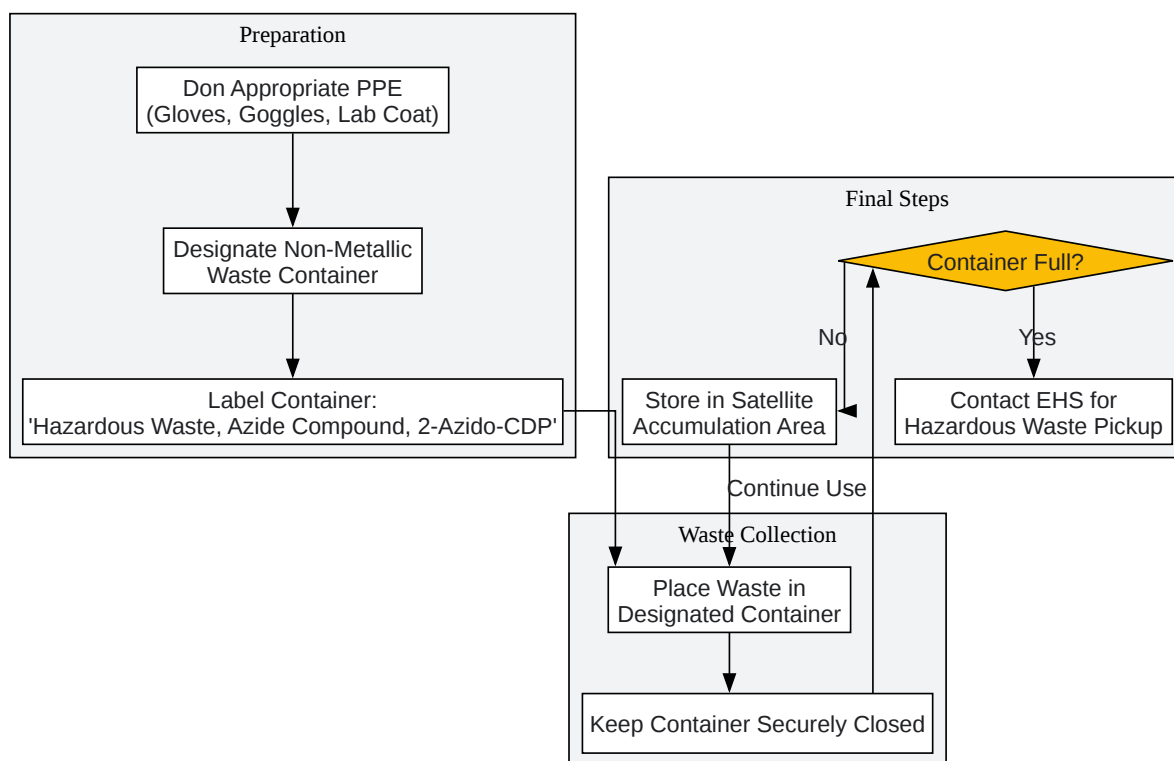 Preparation
Don Appropriate PPE
(Gloves, Goggles, Lab Coat)
Designate Non-Metallic
Waste Container
Label Container:
'Hazardous Waste, Azide Compound, 2-Azido-CDP'
Final Steps
Container Full?
No
Yes
Store in Satellite
Accumulation Area
Contact EHS for
Hazardous Waste Pickup
Continue Use
Waste Collection
Place Waste in
Designated Container
Keep Container Securely Closed